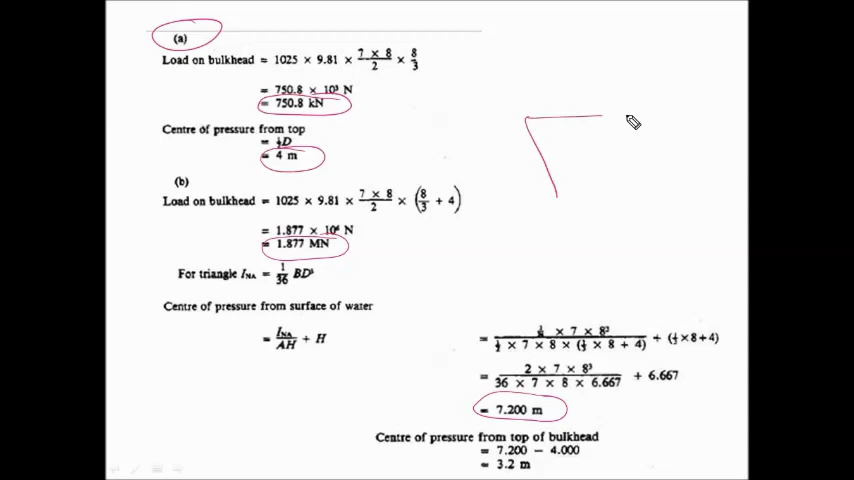 (a)
Load on bulkhead = 1025 × 9.81 × 7 × 8 / 2 × 8 / 3
= 750.8 × 10³ N
= 750.8 kN
Centre of pressure from top
= ½D
= 4 m
(b)
Load on bulkhead = 1025 × 9.81 × 7 × 8 / 2 × (8/3 + 4)
= 1.877 × 10⁶ N
= 1.877 MN
For triangle I_NA = 1/36 BD³
Centre of pressure from surface of water
= I_NA / AH + H
= 1/36 × 7 × 8³ / ½ × 7 × 8 × (⅓ × 8 + 4) + (⅓×8+4)
= 2 × 7 × 8³ / 36 × 7 × 8 × 6.667 + 6.667
= 7.200 m
Centre of pressure from top of bulkhead
= 7.200 − 4.000
= 3.2 m